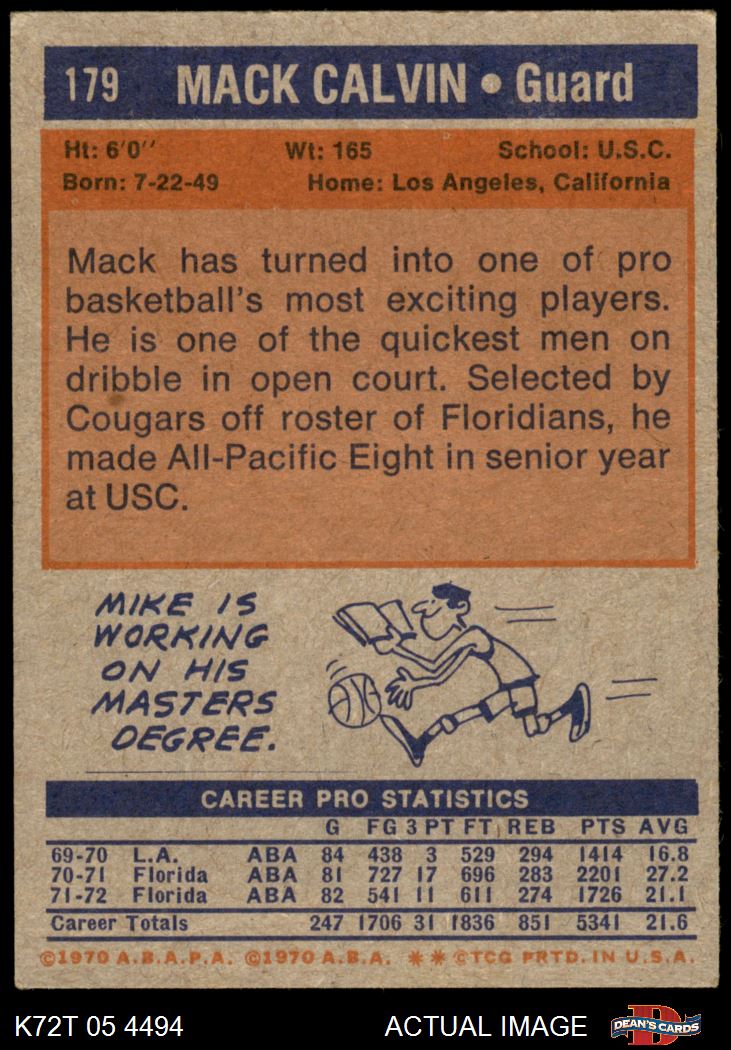 179 MACK CALVIN • Guard
Ht: 6'0" Wt: 165 School: U.S.C.
Born: 7-22-49 Home: Los Angeles, California
Mack has turned into one of pro
basketball's most exciting players.
He is one of the quickest men on
dribble in open court. Selected by
Cougars off roster of Floridians, he
made All-Pacific Eight in senior year
at USC.
MIKE IS
WORKING
ON HIS
MASTERS
DEGREE.
CAREER PRO STATISTICS
G FG 3 PT FT REB PTS AVG
69-70 L.A. ABA 84 438 3 529 294 1414 16.8
70-71 Florida ABA 81 727 17 696 283 2201 27.2
71-72 Florida ABA 82 541 11 611 274 1726 21.1
Career Totals 247 1706 31 1836 851 5341 21.6
©1970 A.B.A.P.A. ©1970 A.B.A. ** ©TCG PRTD. IN U.S.A.
K72T 05 4494 ACTUAL IMAGE DEAN'S CARDS